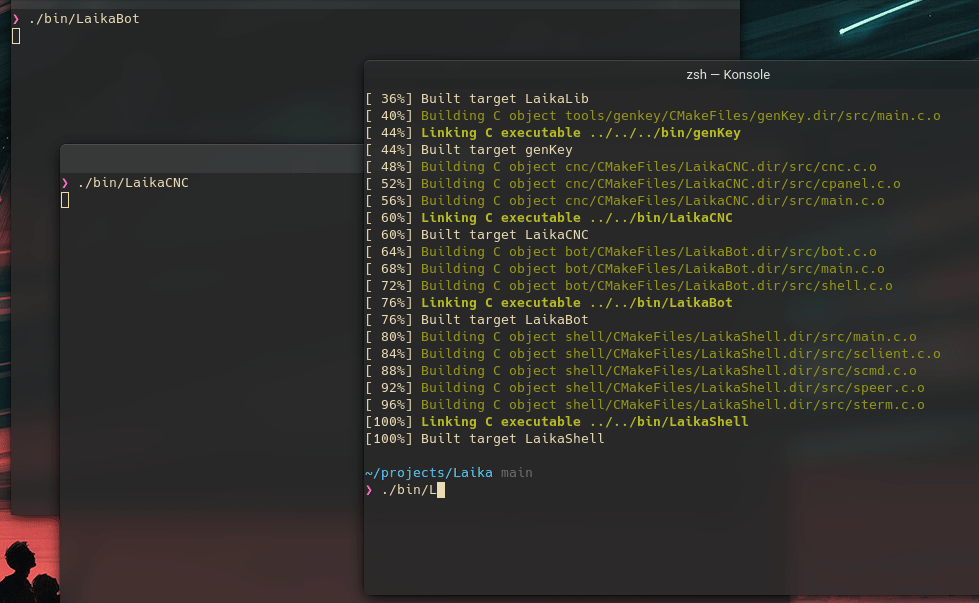 ❯ ./bin/LaikaBot
zsh — Konsole
[ 36%] Built target LaikaLib
[ 40%] Building C object tools/genkey/CMakeFiles/genKey.dir/src/main.c.o
[ 44%] Linking C executable ../../../bin/genKey
[ 44%] Built target genKey
[ 48%] Building C object cnc/CMakeFiles/LaikaCNC.dir/src/cnc.c.o
[ 52%] Building C object cnc/CMakeFiles/LaikaCNC.dir/src/cpanel.c.o
[ 56%] Building C object cnc/CMakeFiles/LaikaCNC.dir/src/main.c.o
[ 60%] Linking C executable ../../bin/LaikaCNC
[ 60%] Built target LaikaCNC
[ 64%] Building C object bot/CMakeFiles/LaikaBot.dir/src/bot.c.o
[ 68%] Building C object bot/CMakeFiles/LaikaBot.dir/src/main.c.o
[ 72%] Building C object bot/CMakeFiles/LaikaBot.dir/src/shell.c.o
[ 76%] Linking C executable ../../bin/LaikaBot
[ 76%] Built target LaikaBot
[ 80%] Building C object shell/CMakeFiles/LaikaShell.dir/src/main.c.o
[ 84%] Building C object shell/CMakeFiles/LaikaShell.dir/src/sclient.c.o
[ 88%] Building C object shell/CMakeFiles/LaikaShell.dir/src/scmd.c.o
[ 92%] Building C object shell/CMakeFiles/LaikaShell.dir/src/speer.c.o
[ 96%] Building C object shell/CMakeFiles/LaikaShell.dir/src/sterm.c.o
[100%] Linking C executable ../../bin/LaikaShell
[100%] Built target LaikaShell
~/projects/Laika main
❯ ./bin/L
❯ ./bin/LaikaCNC